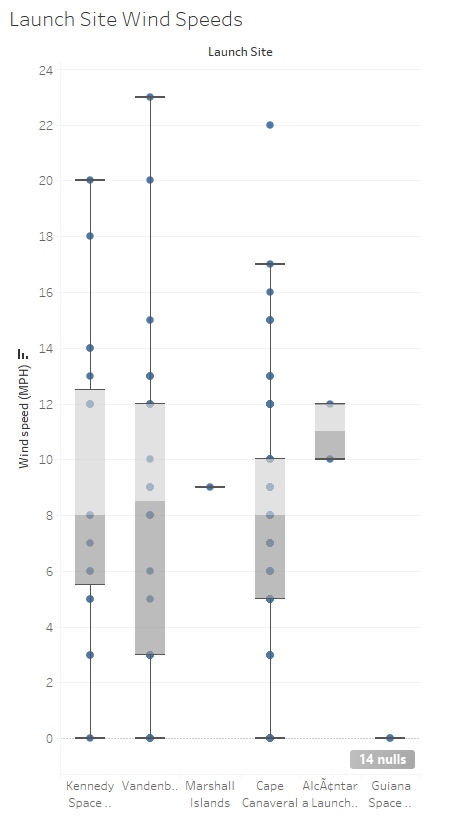 Launch Site Wind Speeds
Launch Site
24
22
20
18
16
14
12
10
8
6
4
2
0
Wind speed (MPH)
14 nulls
Kennedy Space ..
Vandenb..
Marshall Islands
Cape Canaveral
AlcÃ¢ntar a Launch..
Guiana Space ..